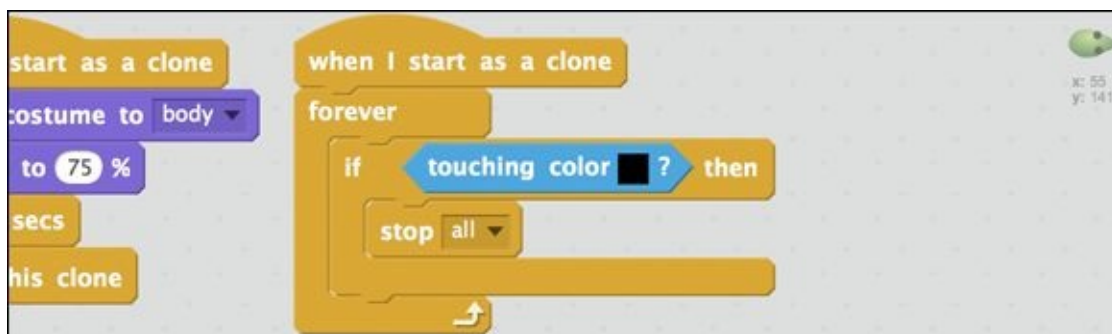 start as a clone
costume to body
to 75 %
secs
his clone
when I start as a clone
forever
if touching color ? then
stop all
x: 55
y: 141